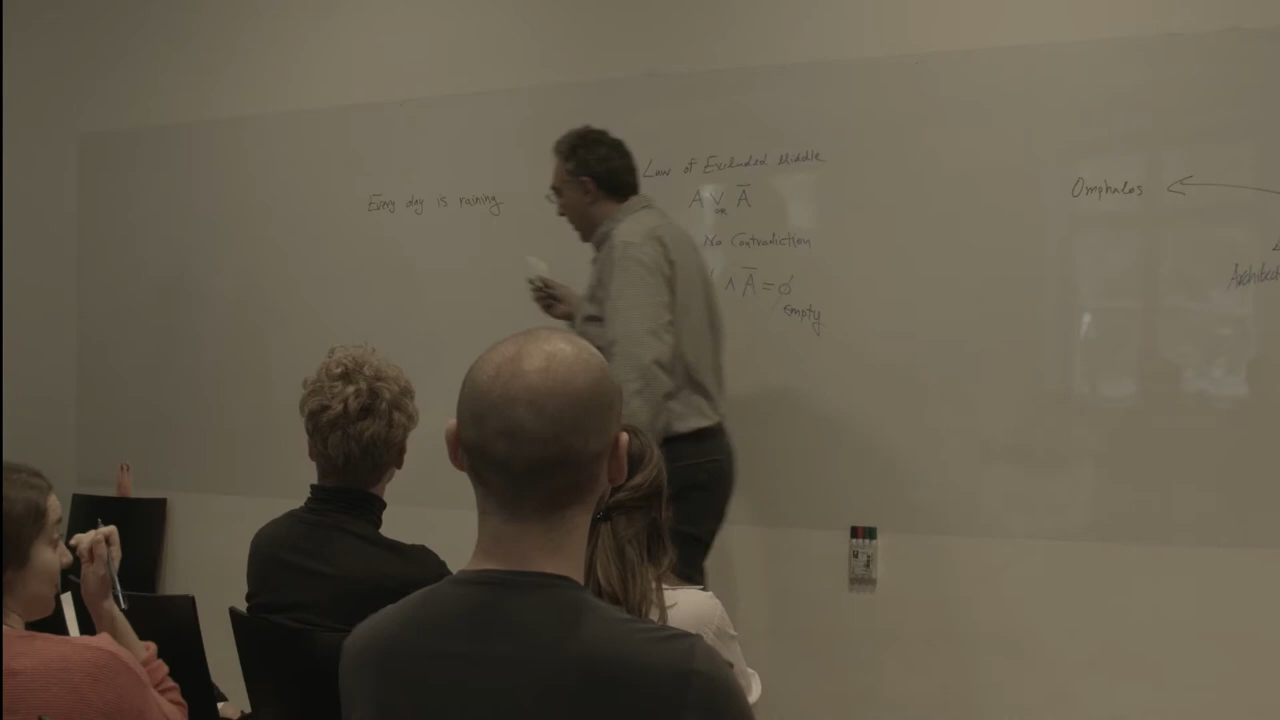 Every day is raining
Law of Excluded Middle
A ∨ Ā
OR
No Contradiction
∧ Ā = ∅
empty
Omphalos